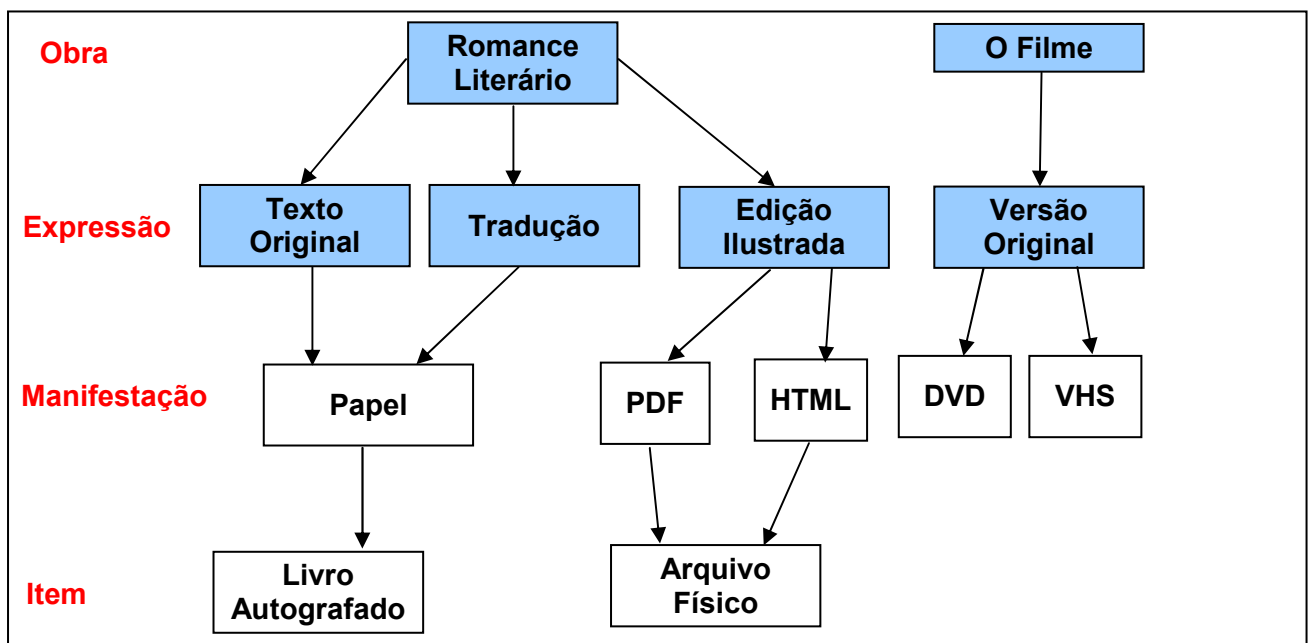 Obra
Romance
Literário
O Filme
Expressão
Texto
Original
Tradução
Edição
Ilustrada
Versão
Original
Manifestação
Papel
PDF
HTML
DVD
VHS
Item
Livro
Autografado
Arquivo
Físico